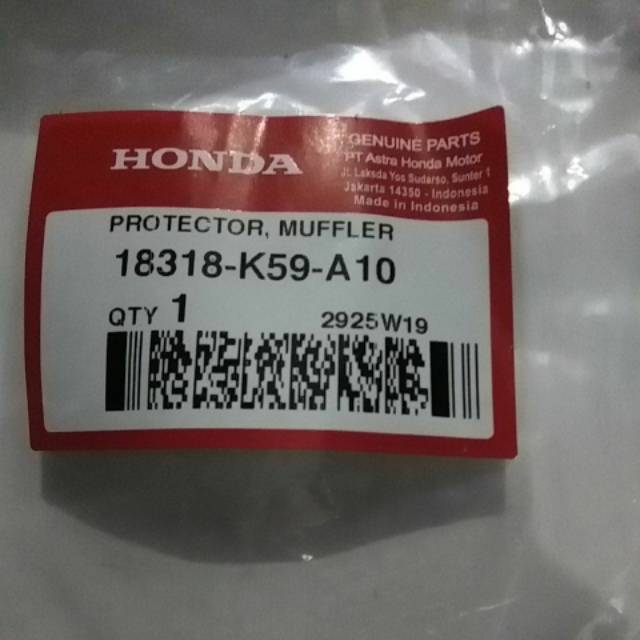 HONDA
GENUINE PARTS
PT Astra Honda Motor
Jl. Laksda Yos Sudarso, Sunter 1
Jakarta 14350 - Indonesia
Made in Indonesia
PROTECTOR, MUFFLER
18318-K59-A10
QTY 1
2925W19